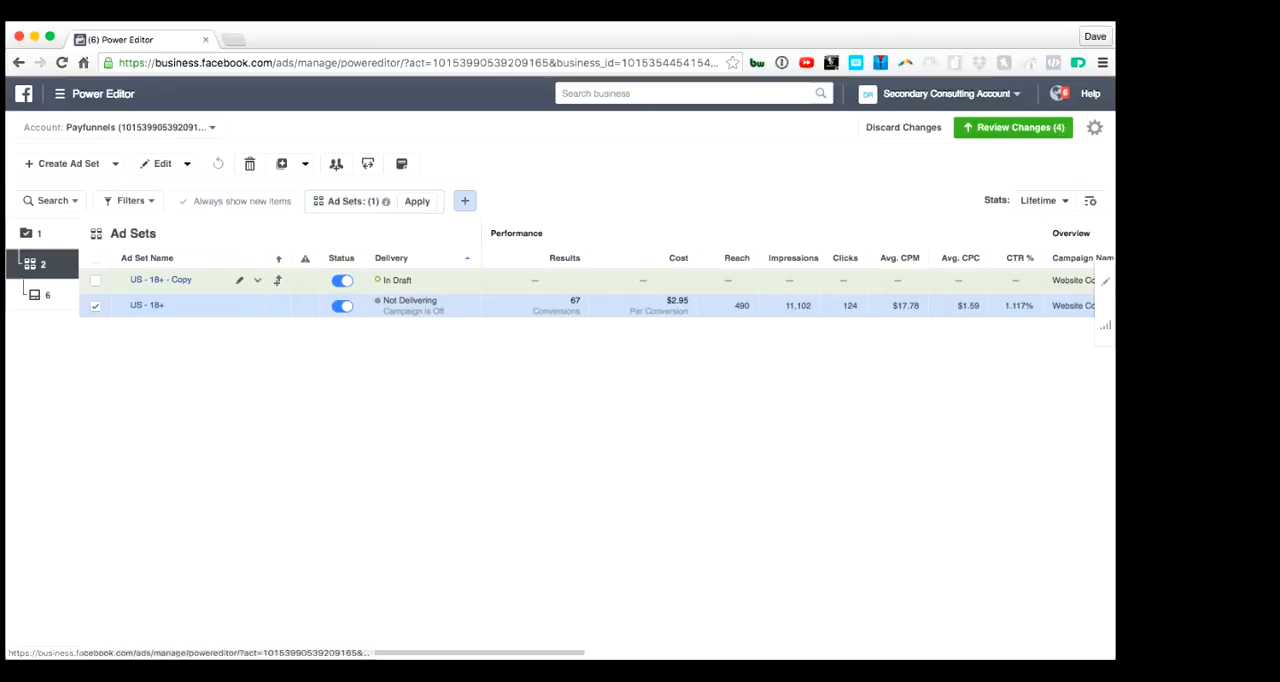 (6) Power Editor
Dave
https://business.facebook.com/ads/manage/powereditor/?act=10153990539209165&business_id=1015354454154...
Power Editor
Search business
DR
Secondary Consulting Account
6
Help
Account: Payfunnels (101539905392091...
Discard Changes
Review Changes (4)
+ Create Ad Set
Edit
Search
Filters
Always show new items
Ad Sets: (1)
Apply
+
Stats: Lifetime
1
Ad Sets
Performance
Overview
2
Ad Set Name
Status
Delivery
Results
Cost
Reach
Impressions
Clicks
Avg. CPM
Avg. CPC
CTR %
Campaign Nam
US - 18+ - Copy
In Draft
— — — — — — — —
Website Co
6
US - 18+
Not Delivering
Campaign is Off
67
Conversions
$2.95
Per Conversion
490
11,102
124
$17.78
$1.59
1.117%
Website Co
https://business.facebook.com/ads/manage/powereditor/?act=10153990539209165&...